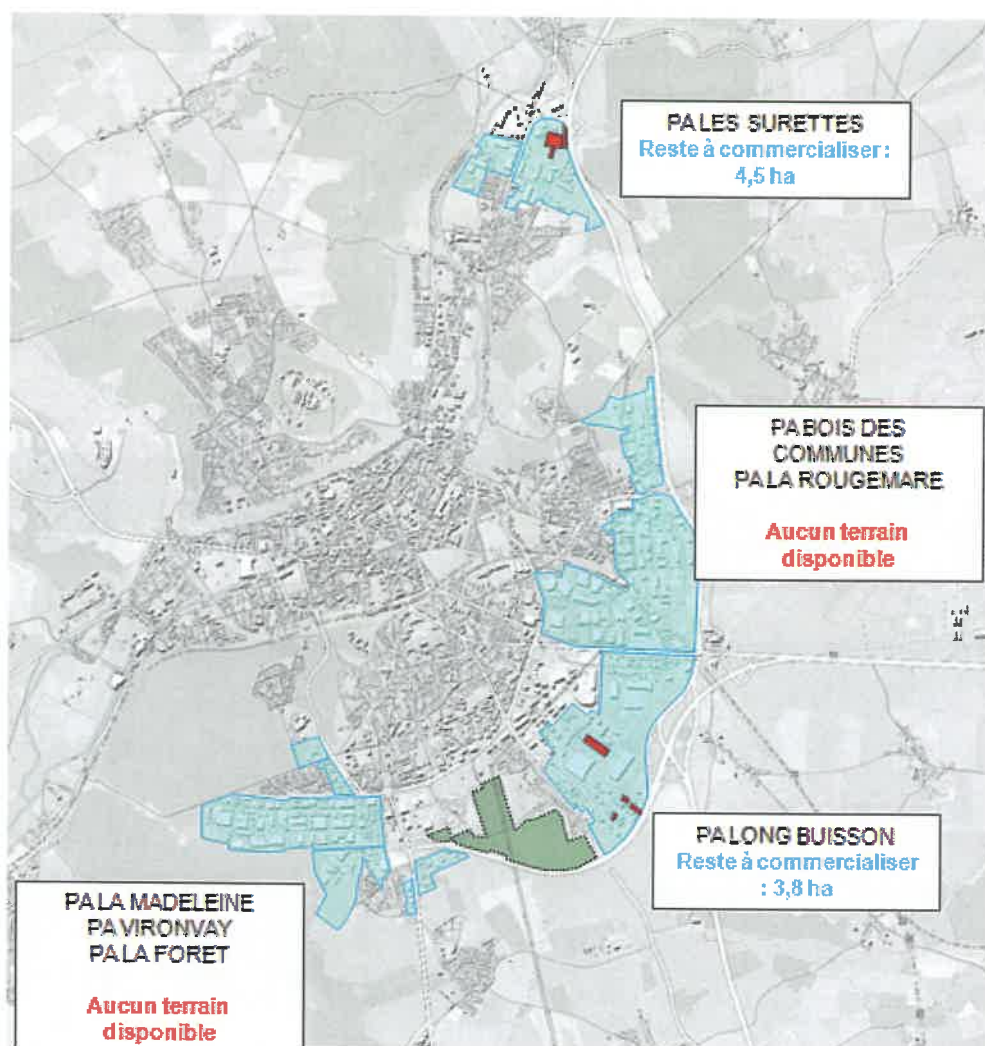 PA LES SURETTES
Reste à commercialiser :
4,5 ha
PA BOIS DES
COMMUNES
PA LA ROUGEMARE
Aucun terrain
disponible
PA LONG BUISSON
Reste à commercialiser
: 3,8 ha
PA LA MADELEINE
PA VIRONVAY
PA LA FORET
Aucun terrain
disponible